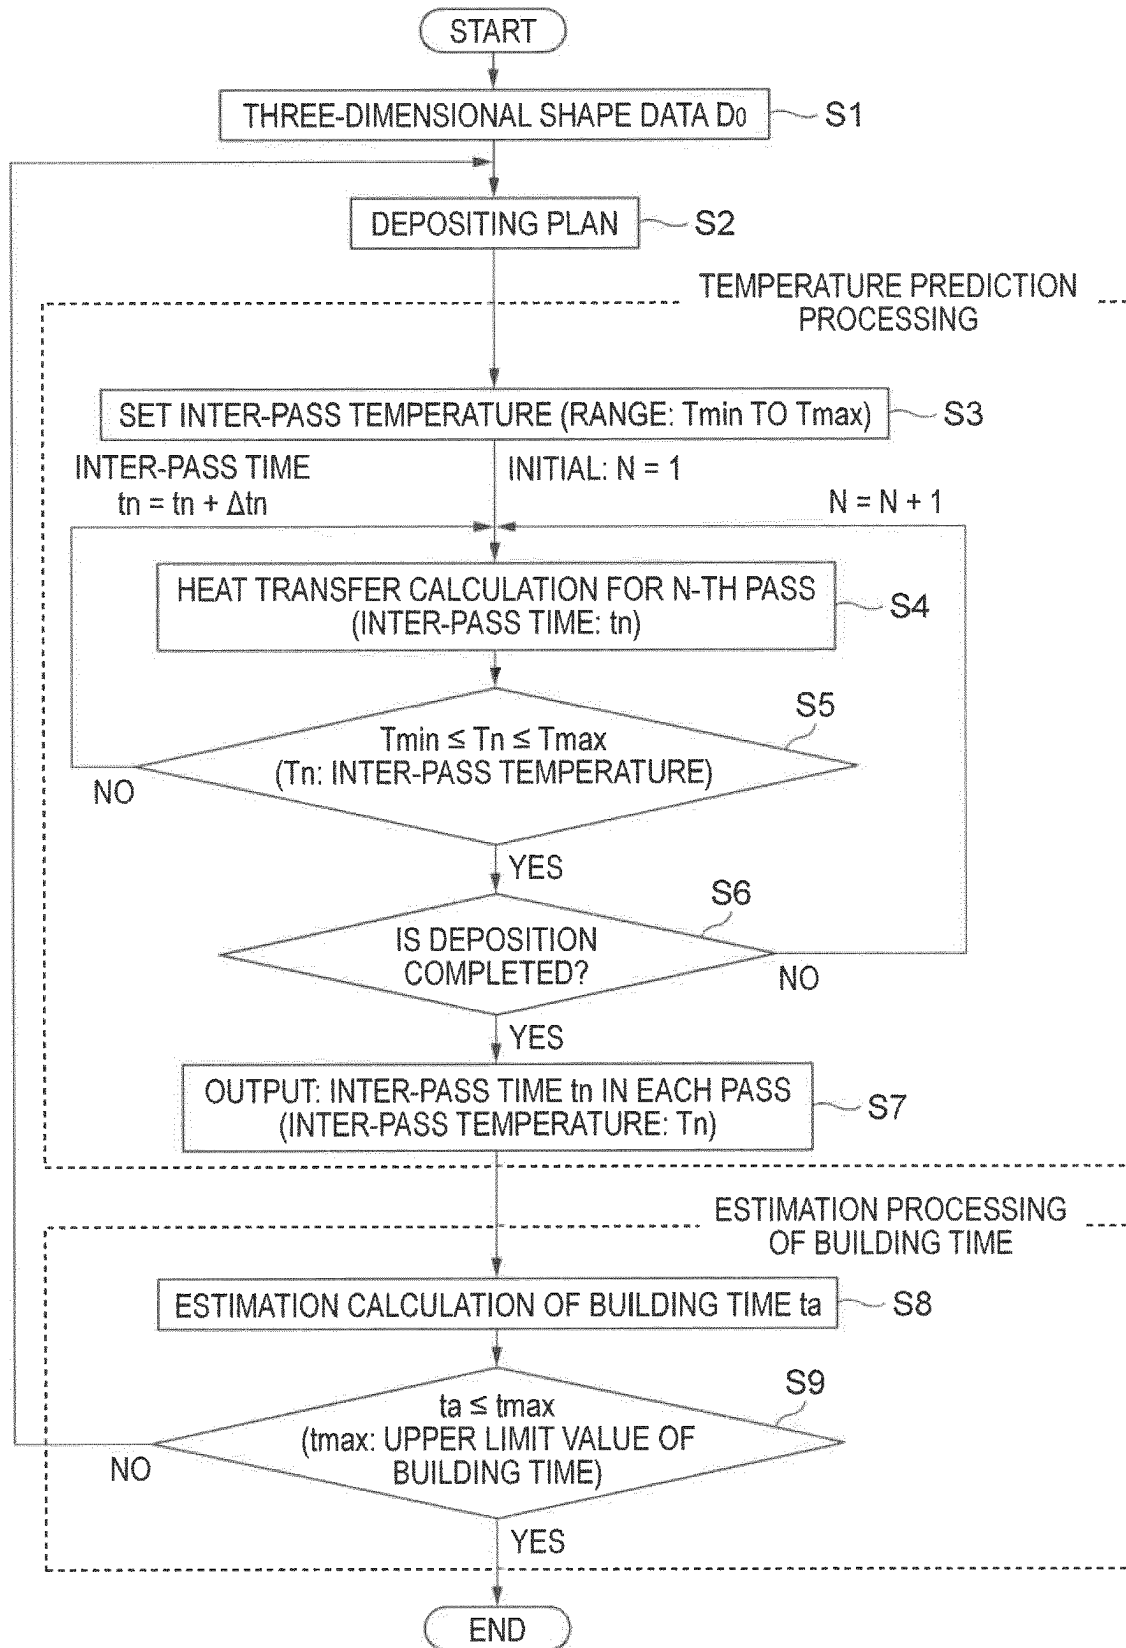 START
THREE-DIMENSIONAL SHAPE DATA D0
S1
DEPOSITING PLAN
S2
TEMPERATURE PREDICTION
PROCESSING
SET INTER-PASS TEMPERATURE (RANGE: Tmin TO Tmax)
S3
INTER-PASS TIME
tn = tn + Δtn
INITIAL: N = 1
N = N + 1
HEAT TRANSFER CALCULATION FOR N-TH PASS
(INTER-PASS TIME: tn)
S4
S5
Tmin ≤ Tn ≤ Tmax
(Tn: INTER-PASS TEMPERATURE)
NO
YES
S6
IS DEPOSITION
COMPLETED?
NO
YES
OUTPUT: INTER-PASS TIME tn IN EACH PASS
(INTER-PASS TEMPERATURE: Tn)
S7
ESTIMATION PROCESSING
OF BUILDING TIME
ESTIMATION CALCULATION OF BUILDING TIME ta
S8
S9
ta ≤ tmax
(tmax: UPPER LIMIT VALUE OF
BUILDING TIME)
NO
YES
END